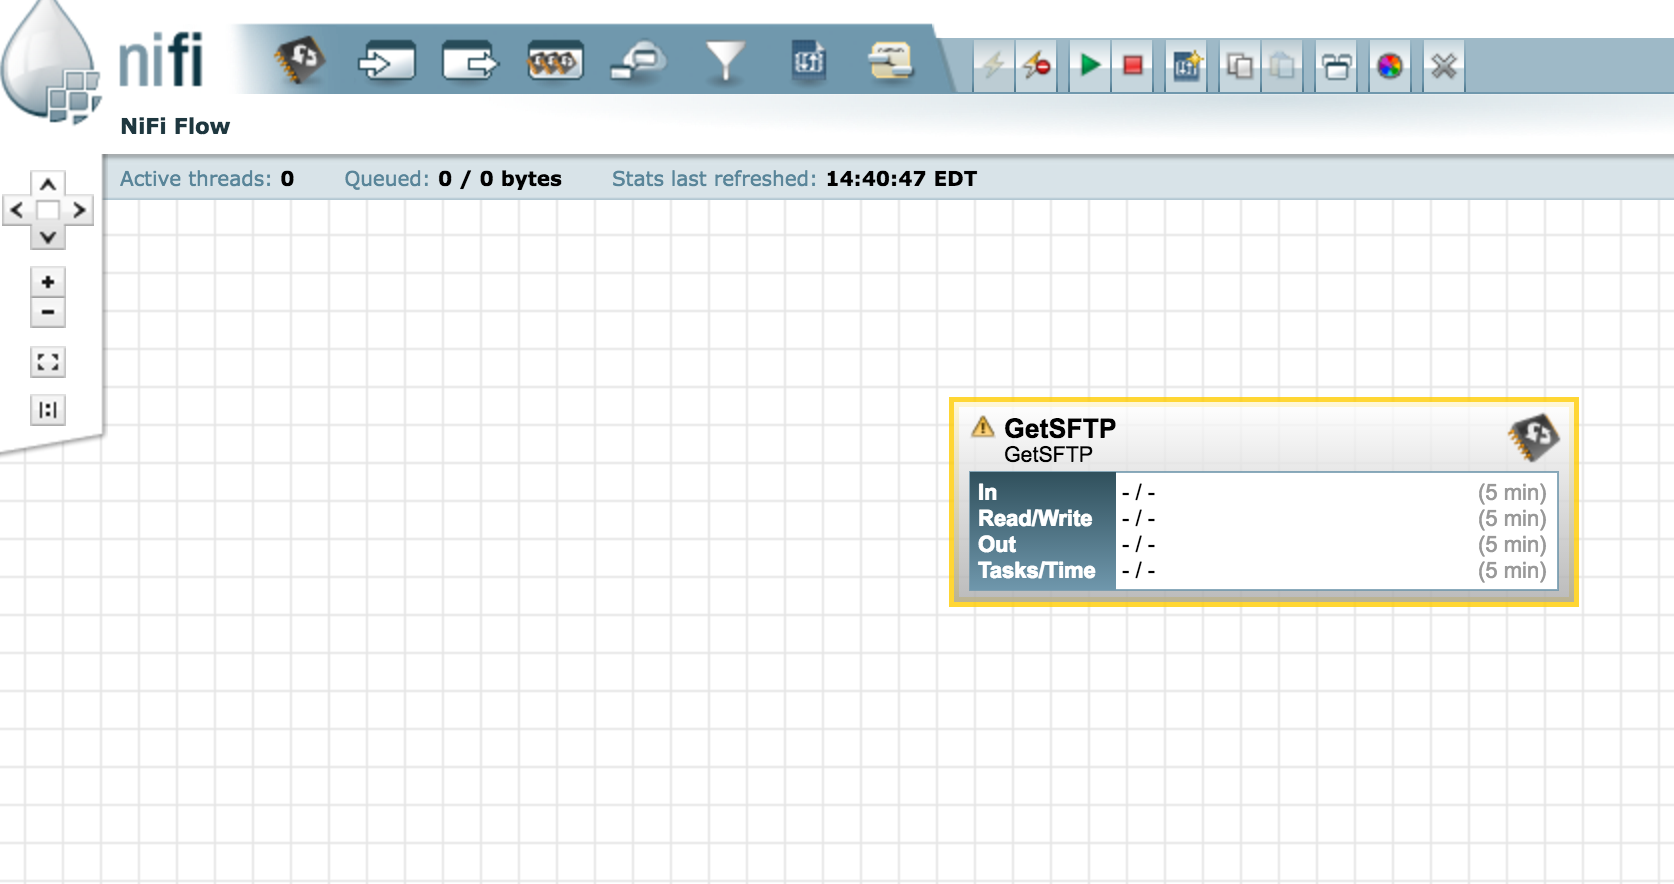 nifi
NiFi Flow
Active threads: 0 Queued: 0 / 0 bytes Stats last refreshed: 14:40:47 EDT
GetSFTP
GetSFTP
In - / - (5 min)
Read/Write - / - (5 min)
Out - / - (5 min)
Tasks/Time - / - (5 min)